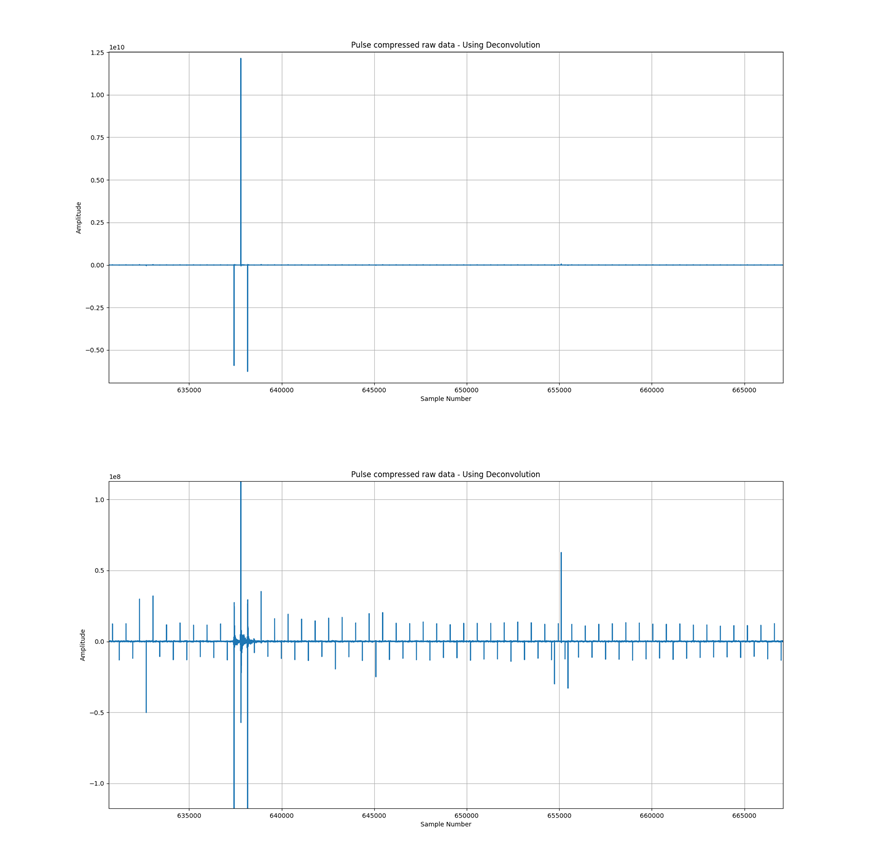 Pulse compressed raw data - Using Deconvolution
1e10
1.25
1.00
0.75
0.50
0.25
0.00
−0.25
−0.50
Amplitude
635000 640000 645000 650000 655000 660000 665000
Sample Number
Pulse compressed raw data - Using Deconvolution
1e8
1.0
0.5
0.0
−0.5
−1.0
Amplitude
635000 640000 645000 650000 655000 660000 665000
Sample Number